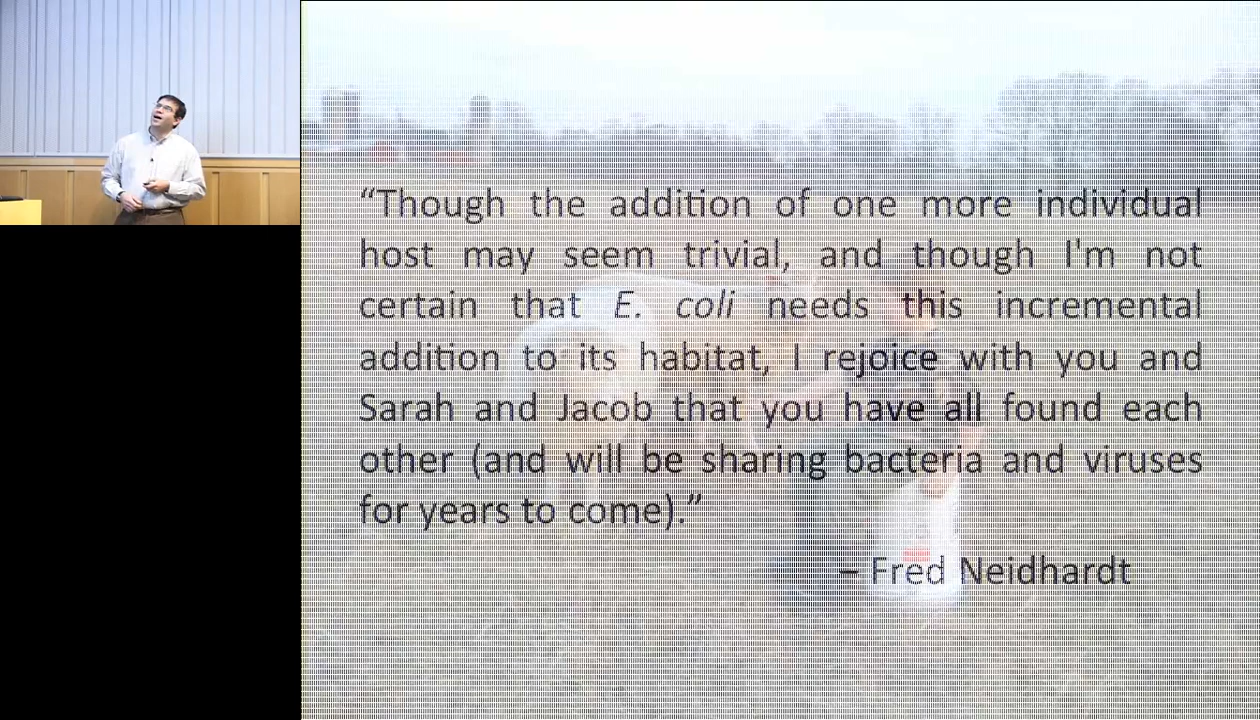 “Though the addition of one more individual
host may seem trivial, and though I'm not
certain that E. coli needs this incremental
addition to its habitat, I rejoice with you and
Sarah and Jacob that you have all found each
other (and will be sharing bacteria and viruses
for years to come).”
– Fred Neidhardt